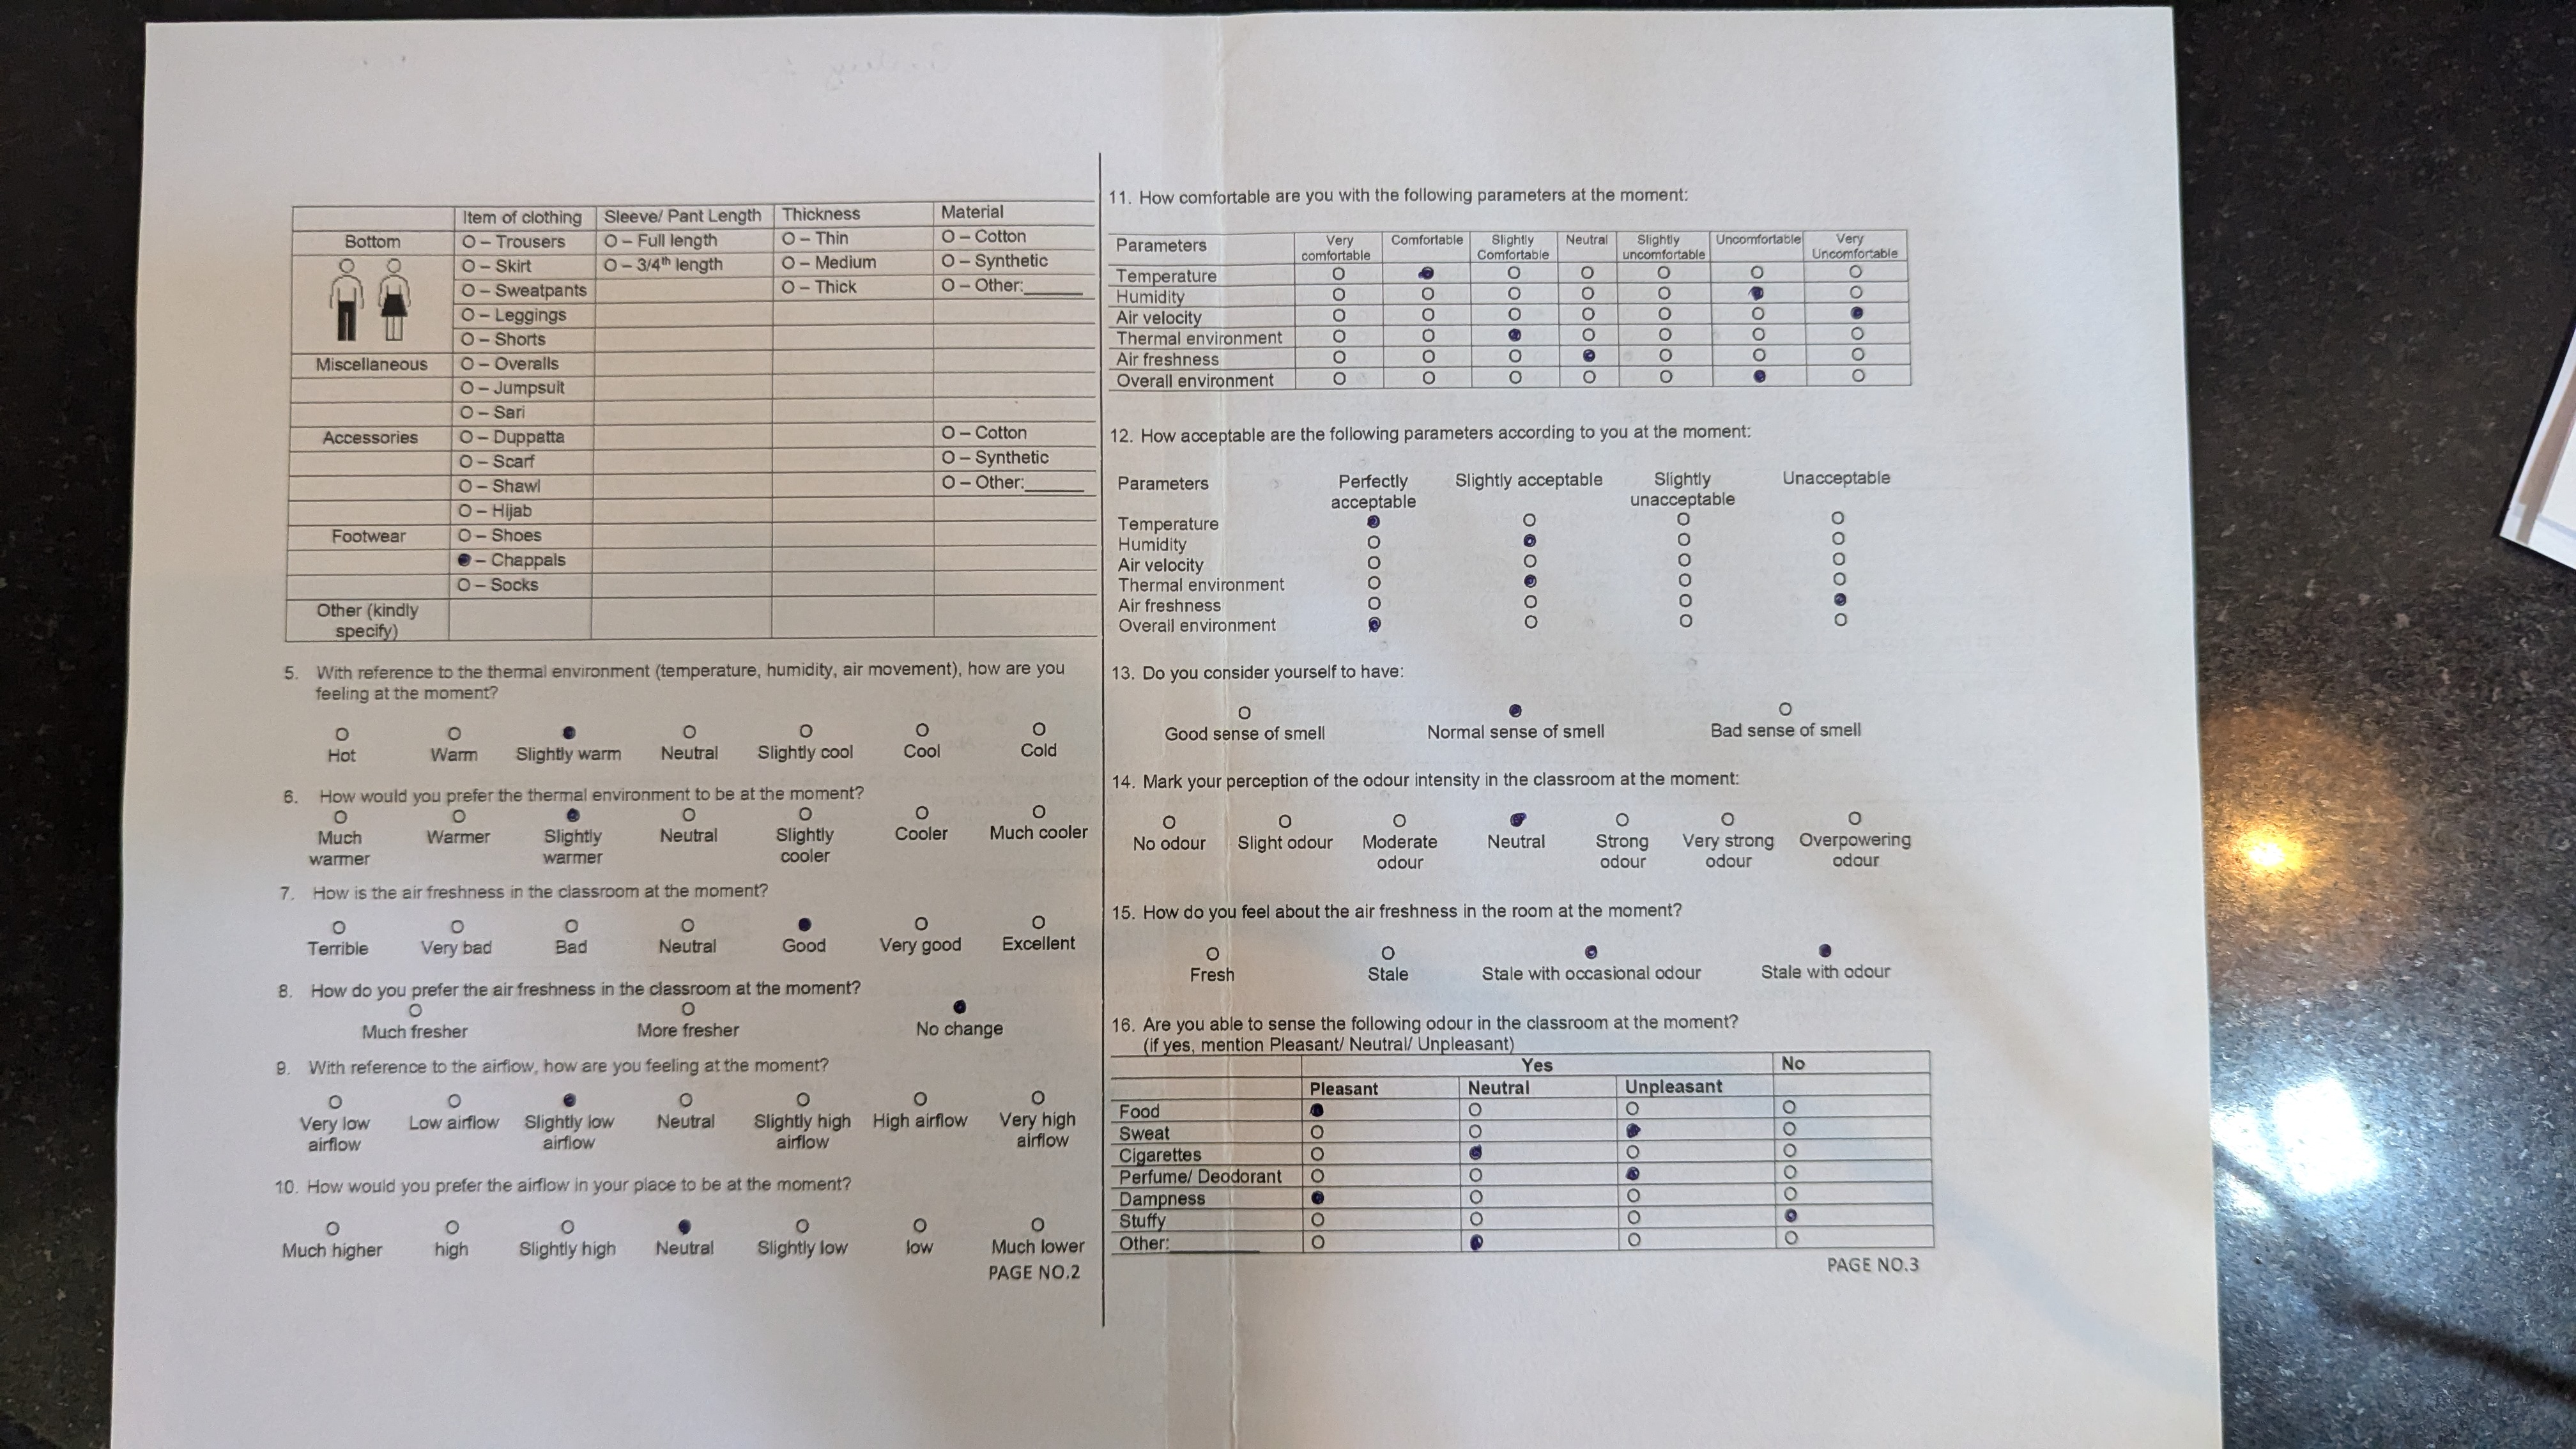 Item of clothing Sleeve/ Pant Length Thickness Material
Bottom O – Trousers O – Full length O – Thin O – Cotton
O – Skirt O – 3/4th length O – Medium O – Synthetic
O – Sweatpants O – Thick O – Other:______
O – Leggings
O – Shorts
Miscellaneous O – Overalls
O – Jumpsuit
O – Sari
Accessories O – Duppatta O – Cotton
O – Scarf O – Synthetic
O – Shawl O – Other:______
O – Hijab
Footwear O – Shoes
– Chappals
O – Socks
Other (kindly
specify)
5. With reference to the thermal environment (temperature, humidity, air movement), how are you
feeling at the moment?
Hot Warm Slightly warm Neutral Slightly cool Cool Cold
6. How would you prefer the thermal environment to be at the moment?
Much Warmer Slightly Neutral Slightly Cooler Much cooler
warmer warmer cooler
7. How is the air freshness in the classroom at the moment?
Terrible Very bad Bad Neutral Good Very good Excellent
8. How do you prefer the air freshness in the classroom at the moment?
Much fresher More fresher No change
9. With reference to the airflow, how are you feeling at the moment?
Very low Low airflow Slightly low Neutral Slightly high High airflow Very high
airflow airflow airflow airflow
10. How would you prefer the airflow in your place to be at the moment?
Much higher high Slightly high Neutral Slightly low low Much lower
PAGE NO.2
11. How comfortable are you with the following parameters at the moment:
Parameters Very Comfortable Slightly Neutral Slightly Uncomfortable Very
comfortable Comfortable uncomfortable Uncomfortable
Temperature
Humidity
Air velocity
Thermal environment
Air freshness
Overall environment
12. How acceptable are the following parameters according to you at the moment:
Parameters Perfectly Slightly acceptable Slightly Unacceptable
acceptable unacceptable
Temperature
Humidity
Air velocity
Thermal environment
Air freshness
Overall environment
13. Do you consider yourself to have:
Good sense of smell Normal sense of smell Bad sense of smell
14. Mark your perception of the odour intensity in the classroom at the moment:
No odour Slight odour Moderate Neutral Strong Very strong Overpowering
odour odour odour odour
15. How do you feel about the air freshness in the room at the moment?
Fresh Stale Stale with occasional odour Stale with odour
16. Are you able to sense the following odour in the classroom at the moment?
(if yes, mention Pleasant/ Neutral/ Unpleasant)
Yes No
Pleasant Neutral Unpleasant
Food
Sweat
Cigarettes
Perfume/ Deodorant
Dampness
Stuffy
Other:__________
PAGE NO.3